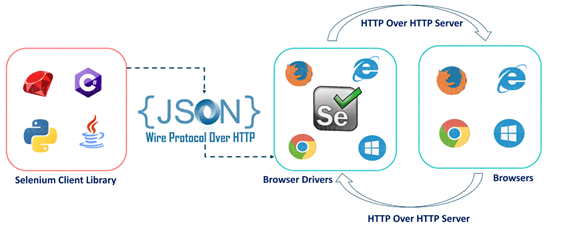 HTTP Over HTTP Server
C#
{JSON}
Wire Protocol Over HTTP
Se
Selenium Client Library
Browser Drivers
Browsers
HTTP Over HTTP Server